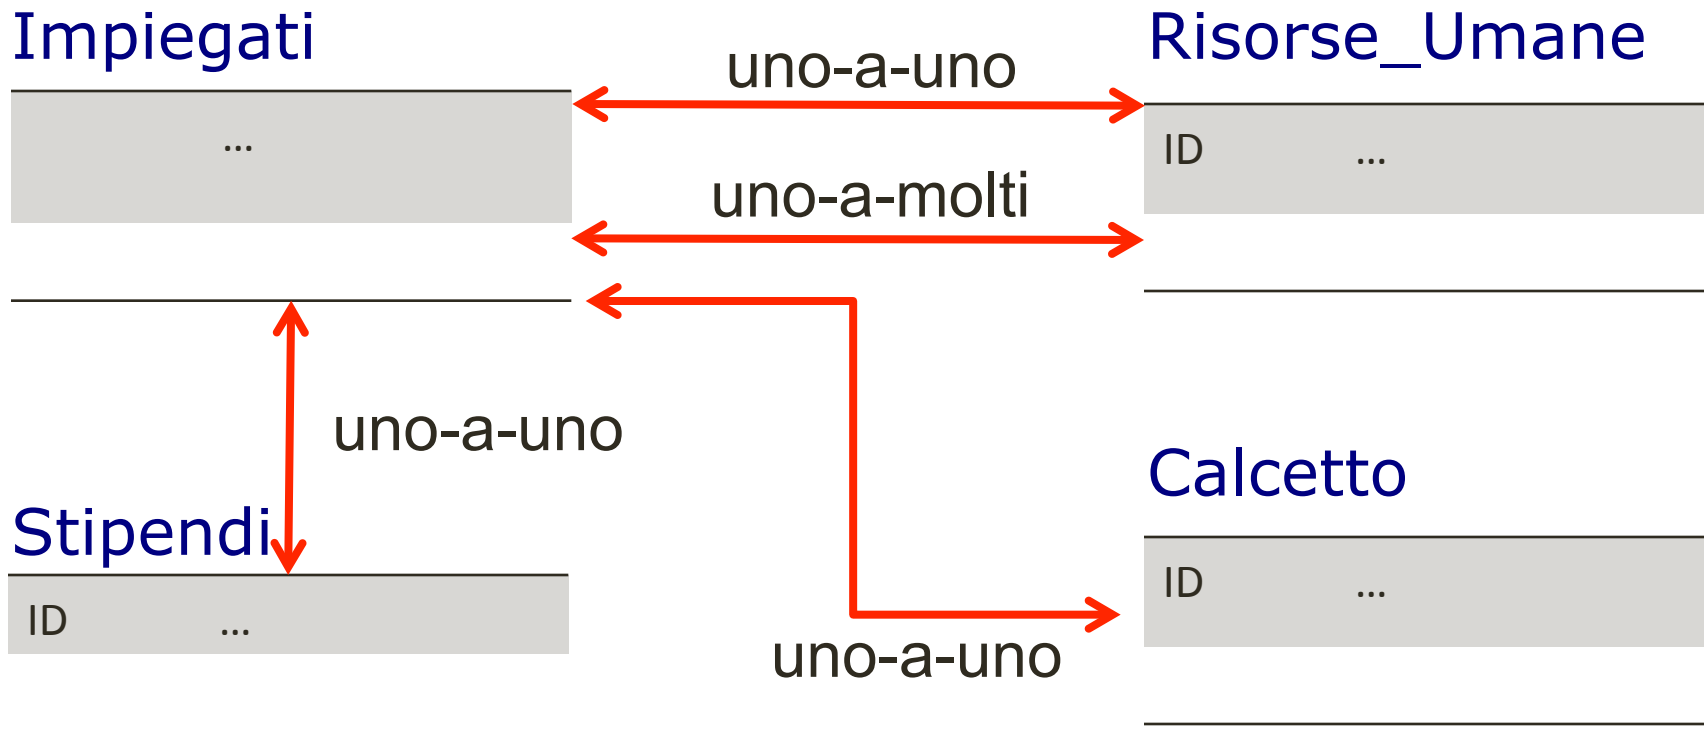 Impiegati
uno-a-uno
Risorse_Umane
...
ID ...
uno-a-molti
uno-a-uno
Calcetto
Stipendi
ID ...
ID ...
uno-a-uno